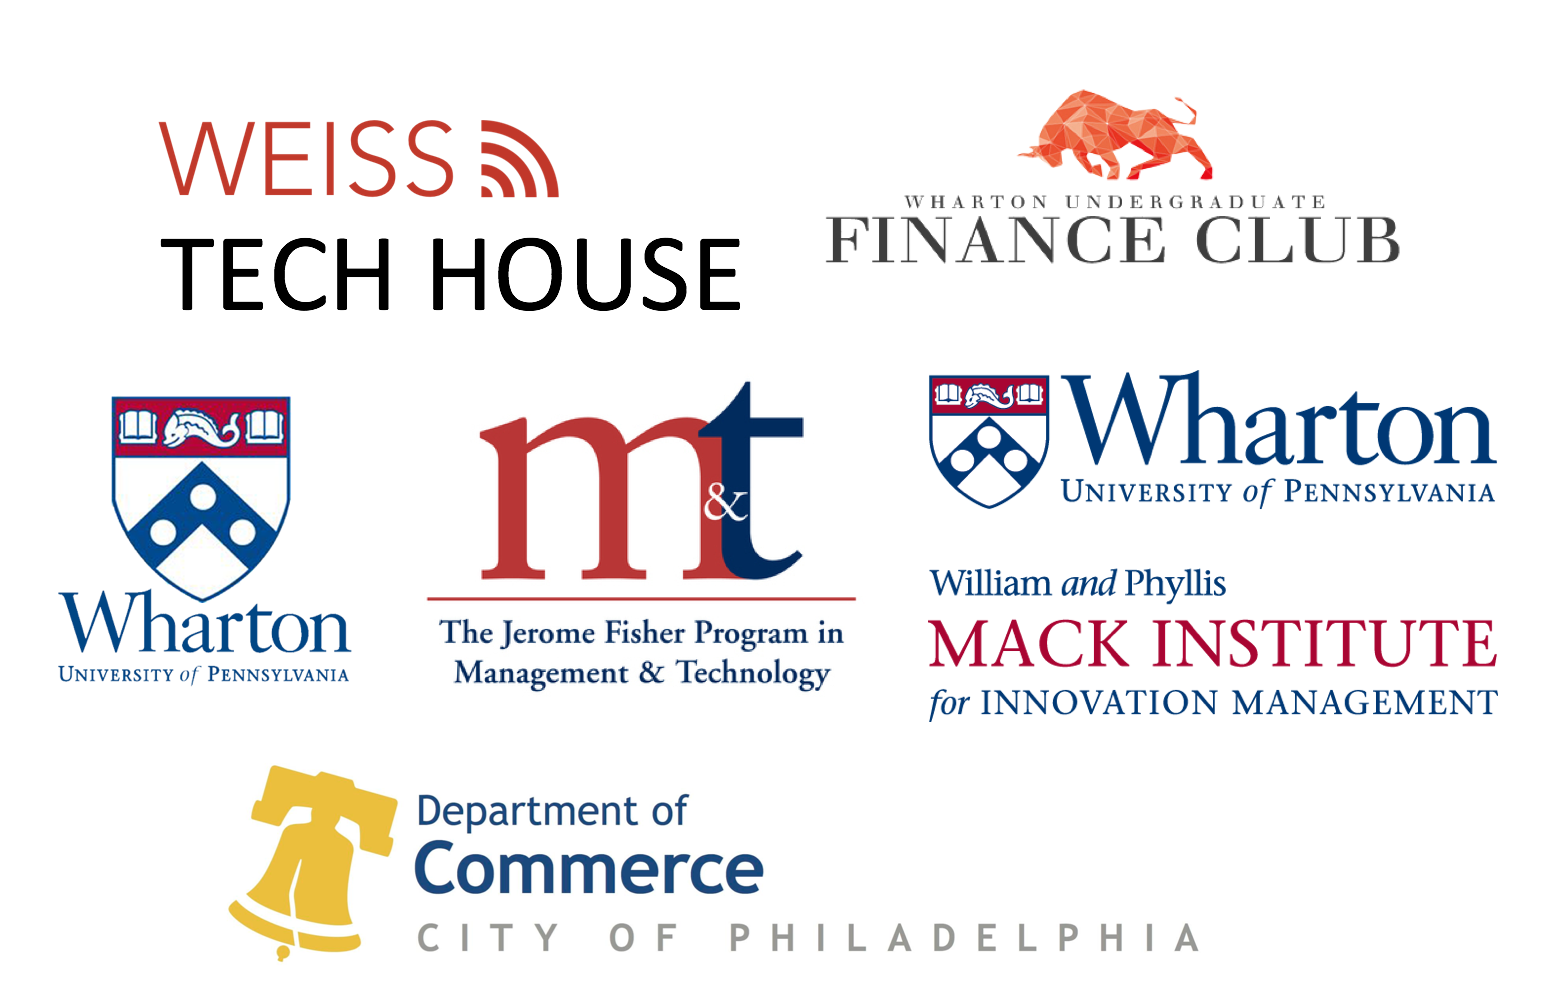 WEISS
TECH HOUSE
WHARTON UNDERGRADUATE
FINANCE CLUB
Wharton
UNIVERSITY of PENNSYLVANIA
m&t
The Jerome Fisher Program in
Management & Technology
Wharton
UNIVERSITY of PENNSYLVANIA
William and Phyllis
MACK INSTITUTE
for INNOVATION MANAGEMENT
Department of
Commerce
CITY OF PHILADELPHIA